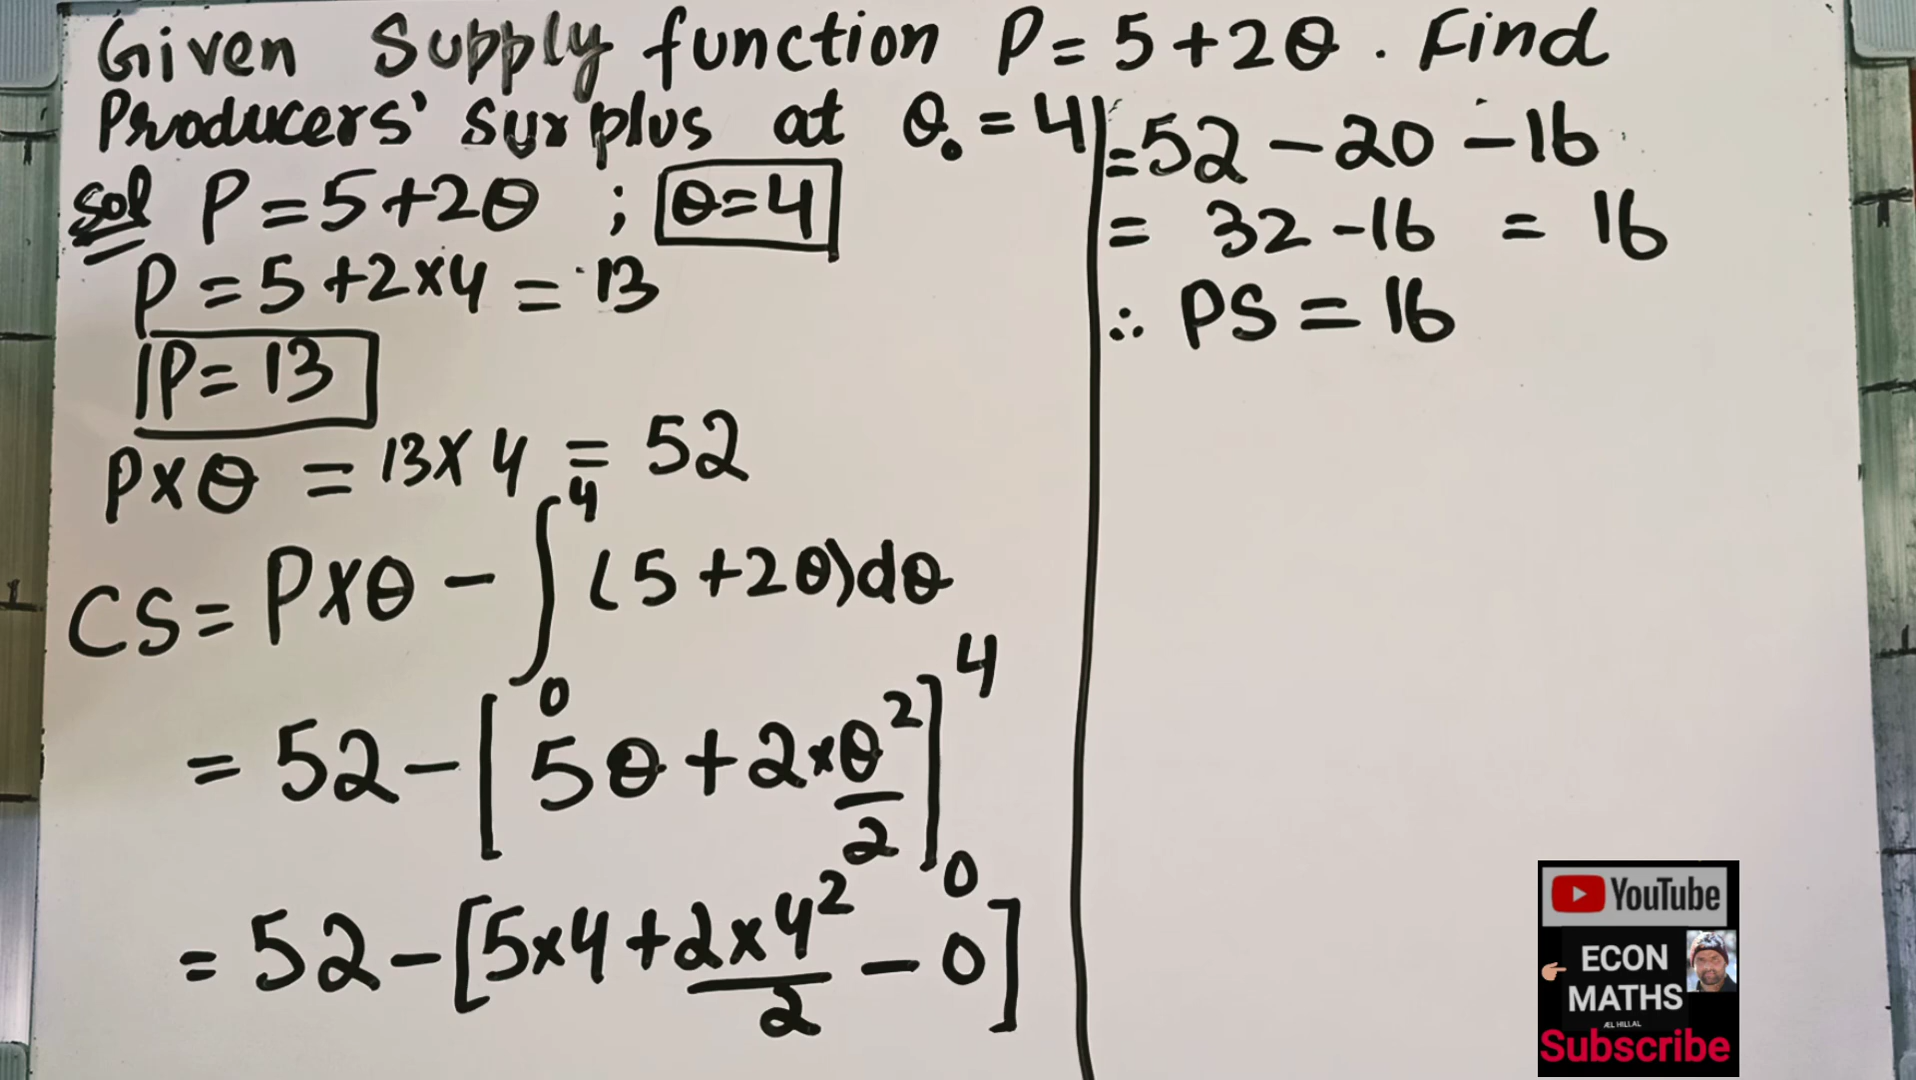 Given Supply function P = 5 + 2θ . Find
Producers' Surplus at θ₀ = 4
Sol P = 5 + 2θ ; θ = 4
P = 5 + 2 × 4 = 13
P = 13
P × θ = 13 × 4 = 52
CS = P × θ − ∫₀⁴ (5 + 2θ) dθ
= 52 − [5θ + 2 × θ²/2]₀⁴
= 52 − [5 × 4 + 2 × 4²/2 − 0]
= 52 − 20 − 16
= 32 − 16 = 16
∴ PS = 16
YouTube
ECON
MATHS
ÆL HILLAL
Subscribe